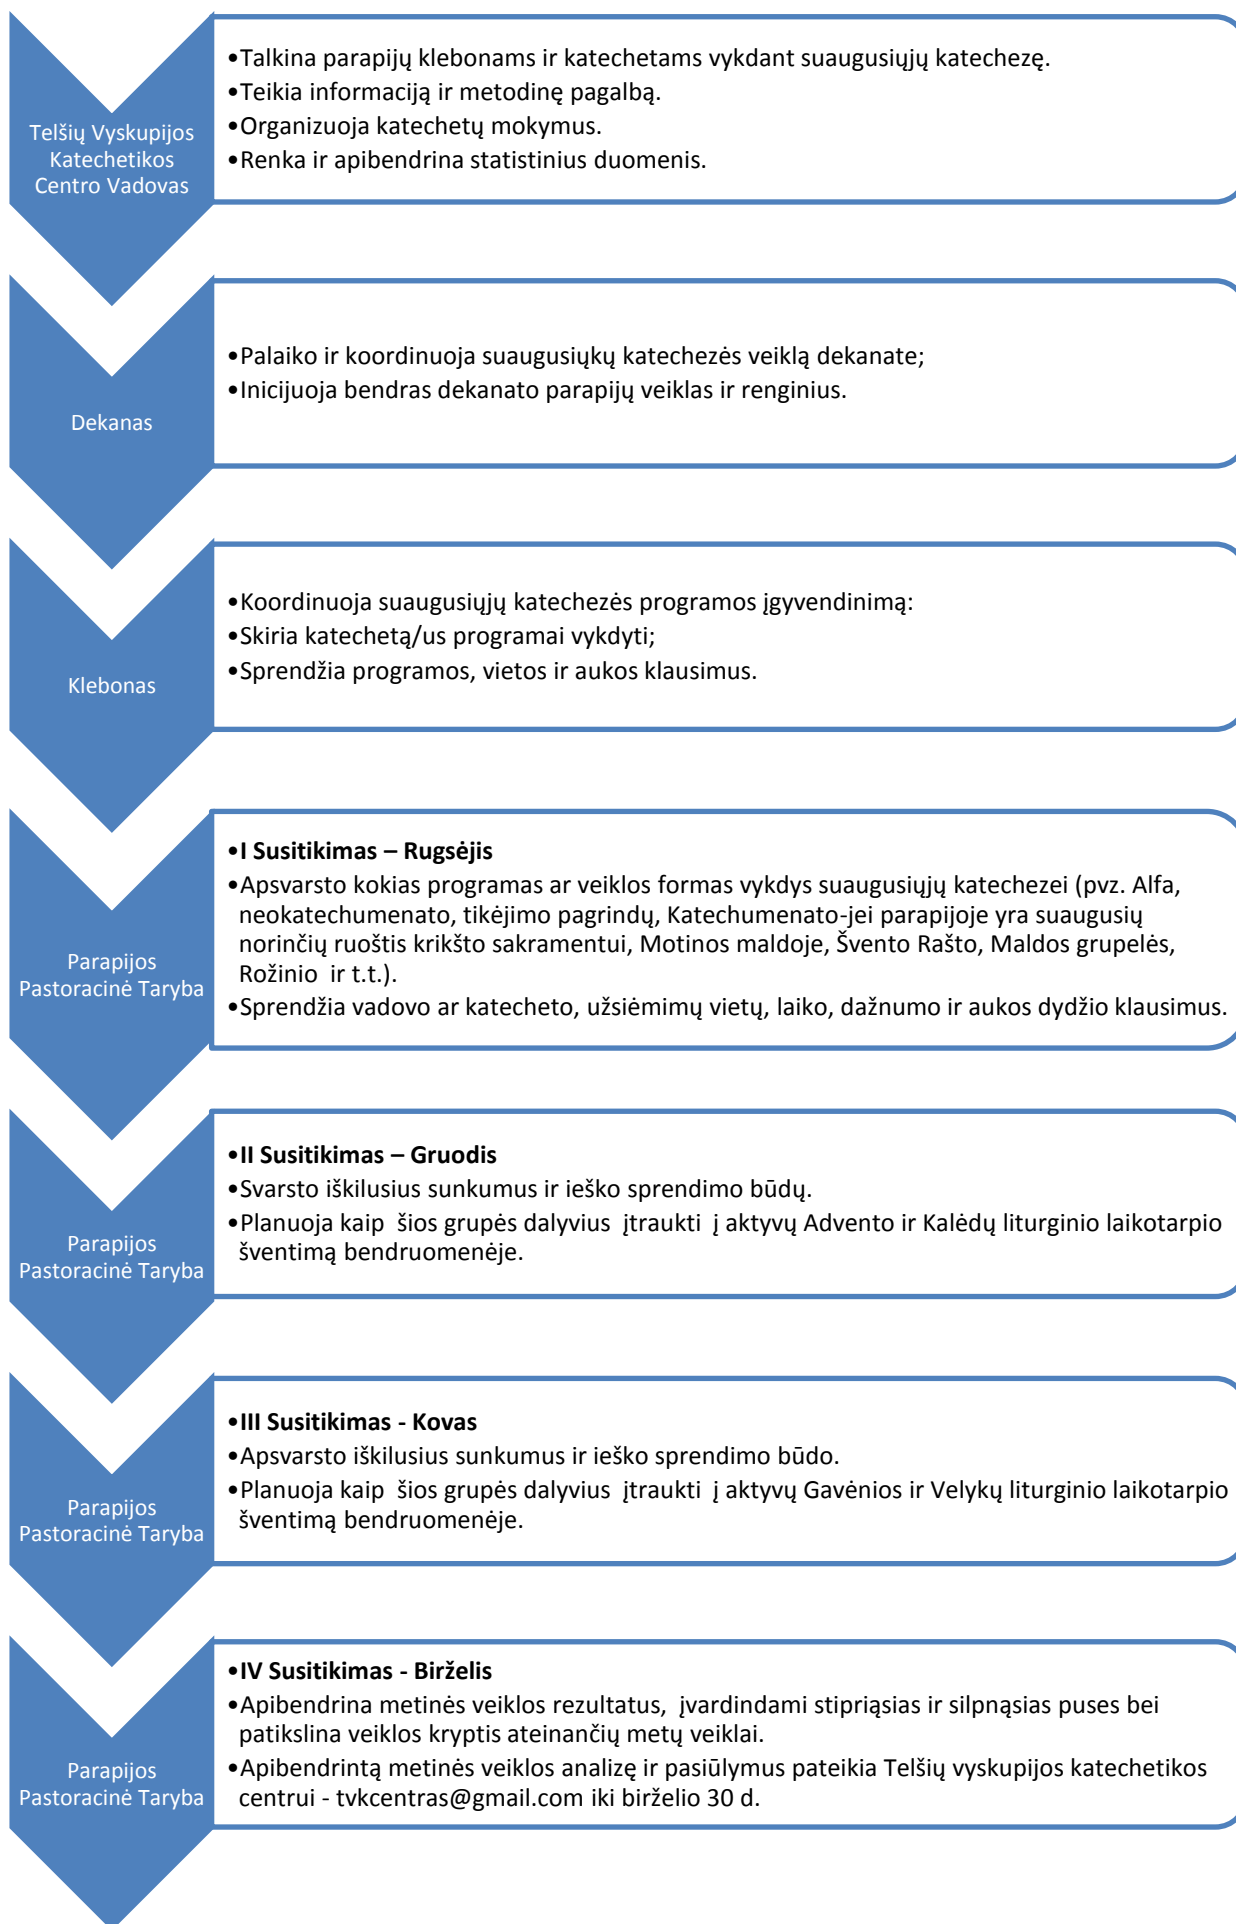 Telšių Vyskupijos
Katechetikos
Centro Vadovas
•Talkina parapijų klebonams ir katechetams vykdant suaugusiųjų katechezę.
•Teikia informaciją ir metodinę pagalbą.
•Organizuoja katechetų mokymus.
•Renka ir apibendrina statistinius duomenis.
Dekanas
•Palaiko ir koordinuoja suaugusiųkų katechezės veiklą dekanate;
•Inicijuoja bendras dekanato parapijų veiklas ir renginius.
Klebonas
•Koordinuoja suaugusiųjų katechezės programos įgyvendinimą:
•Skiria katechetą/us programai vykdyti;
•Sprendžia programos, vietos ir aukos klausimus.
Parapijos
Pastoracinė Taryba
•I Susitikimas – Rugsėjis
•Apsvarsto kokias programas ar veiklos formas vykdys suaugusiųjų katechezei (pvz. Alfa,
neokatechumenato, tikėjimo pagrindų, Katechumenato-jei parapijoje yra suaugusių
norinčių ruoštis krikšto sakramentui, Motinos maldoje, Švento Rašto, Maldos grupelės,
Rožinio ir t.t.).
•Sprendžia vadovo ar katecheto, užsiėmimų vietų, laiko, dažnumo ir aukos dydžio klausimus.
Parapijos
Pastoracinė Taryba
•II Susitikimas – Gruodis
•Svarsto iškilusius sunkumus ir ieško sprendimo būdų.
•Planuoja kaip šios grupės dalyvius įtraukti į aktyvų Advento ir Kalėdų liturginio laikotarpio
šventimą bendruomenėje.
Parapijos
Pastoracinė Taryba
•III Susitikimas - Kovas
•Apsvarsto iškilusius sunkumus ir ieško sprendimo būdo.
•Planuoja kaip šios grupės dalyvius įtraukti į aktyvų Gavėnios ir Velykų liturginio laikotarpio
šventimą bendruomenėje.
Parapijos
Pastoracinė Taryba
•IV Susitikimas - Birželis
•Apibendrina metinės veiklos rezultatus, įvardindami stipriąsias ir silpnąsias puses bei
patikslina veiklos kryptis ateinančių metų veiklai.
•Apibendrintą metinės veiklos analizę ir pasiūlymus pateikia Telšių vyskupijos katechetikos
centrui - tvkcentras@gmail.com iki birželio 30 d.